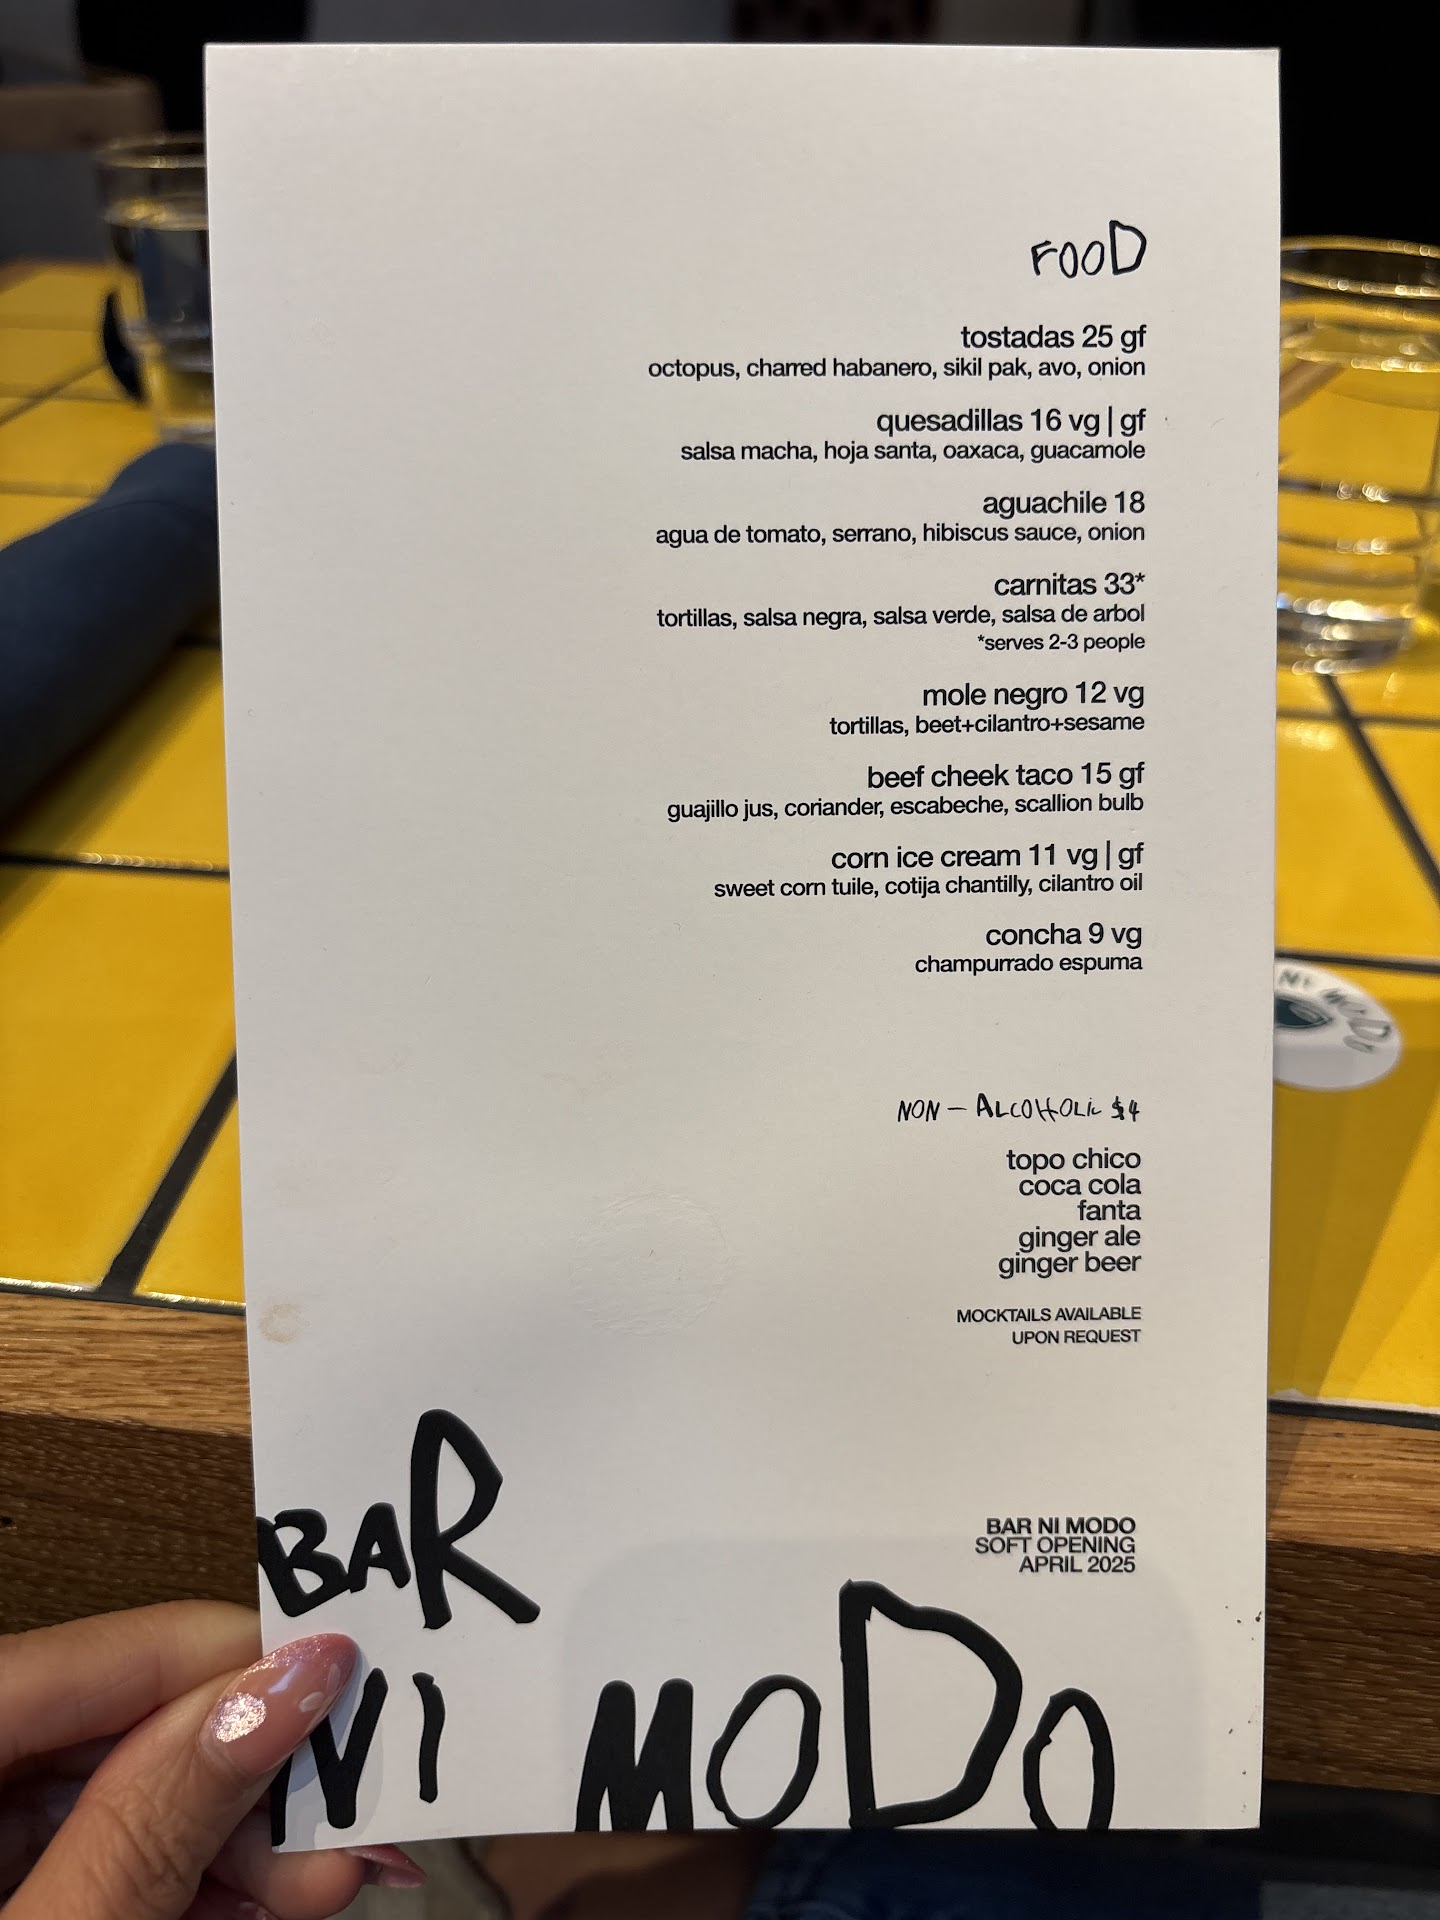 FOOD
tostadas 25 gf
octopus, charred habanero, sikil pak, avo, onion
quesadillas 16 vg | gf
salsa macha, hoja santa, oaxaca, guacamole
aguachile 18
agua de tomato, serrano, hibiscus sauce, onion
carnitas 33*
tortillas, salsa negra, salsa verde, salsa de arbol
*serves 2-3 people
mole negro 12 vg
tortillas, beet+cilantro+sesame
beef cheek taco 15 gf
guajillo jus, coriander, escabeche, scallion bulb
corn ice cream 11 vg | gf
sweet corn tuile, cotija chantilly, cilantro oil
concha 9 vg
champurrado espuma
NON - ALCOHOLIC $4
topo chico
coca cola
fanta
ginger ale
ginger beer
MOCKTAILS AVAILABLE
UPON REQUEST
BAR NI MODO
SOFT OPENING
APRIL 2025
BAR
NI MODO
NI MODO